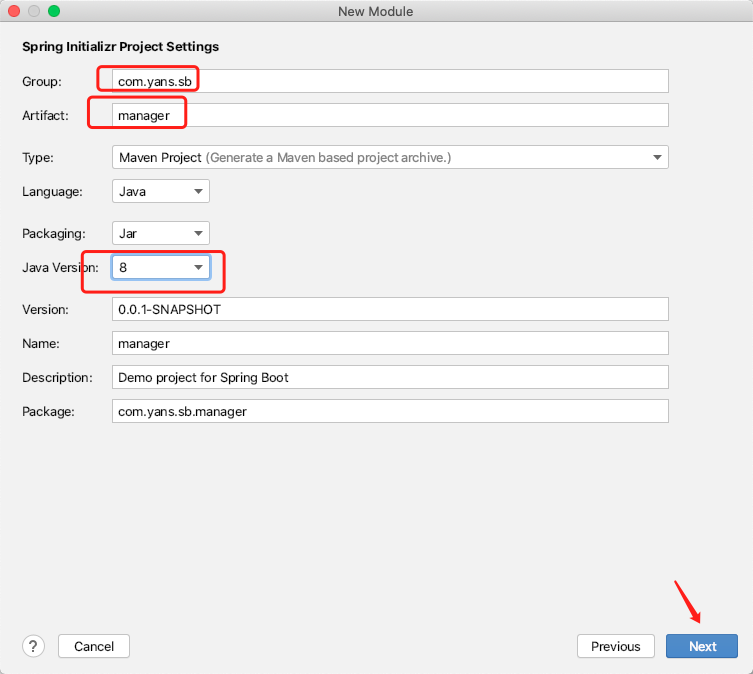 New Module
Spring Initializr Project Settings
Group: com.yans.sb
Artifact: manager
Type: Maven Project (Generate a Maven based project archive.)
Language: Java
Packaging: Jar
Java Version: 8
Version: 0.0.1-SNAPSHOT
Name: manager
Description: Demo project for Spring Boot
Package: com.yans.sb.manager
? Cancel Previous Next